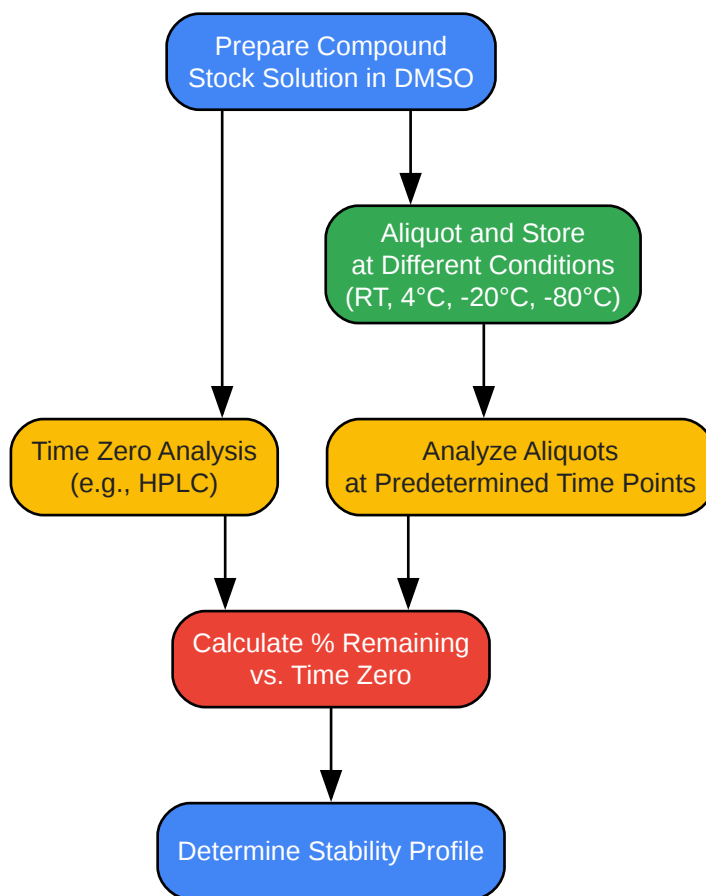 Prepare Compound
Stock Solution in DMSO
Aliquot and Store
at Different Conditions
(RT, 4°C, -20°C, -80°C)
Time Zero Analysis
(e.g., HPLC)
Analyze Aliquots
at Predetermined Time Points
Calculate % Remaining
vs. Time Zero
Determine Stability Profile